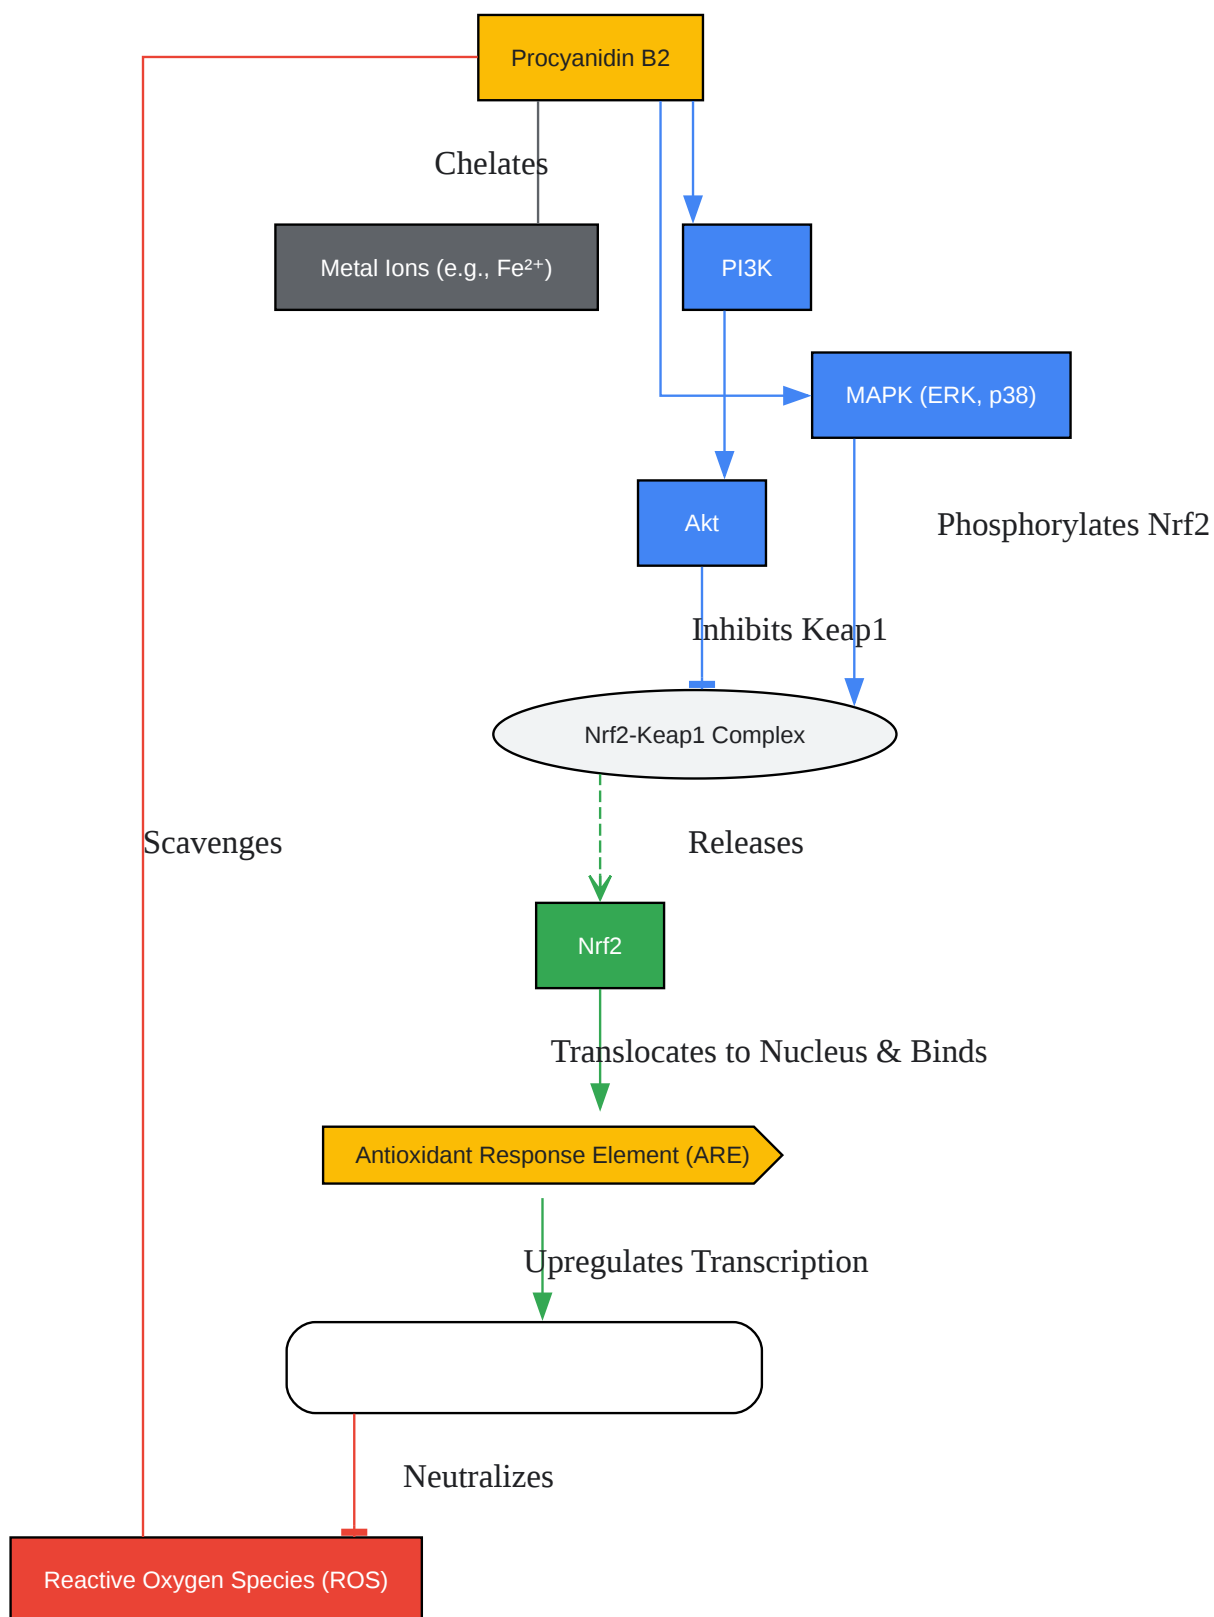 Procyanidin B2
Chelates
Metal Ions (e.g., Fe²⁺)
PI3K
MAPK (ERK, p38)
Akt
Phosphorylates Nrf2
Inhibits Keap1
Nrf2-Keap1 Complex
Scavenges
Releases
Nrf2
Translocates to Nucleus & Binds
Antioxidant Response Element (ARE)
Upregulates Transcription
Neutralizes
Reactive Oxygen Species (ROS)